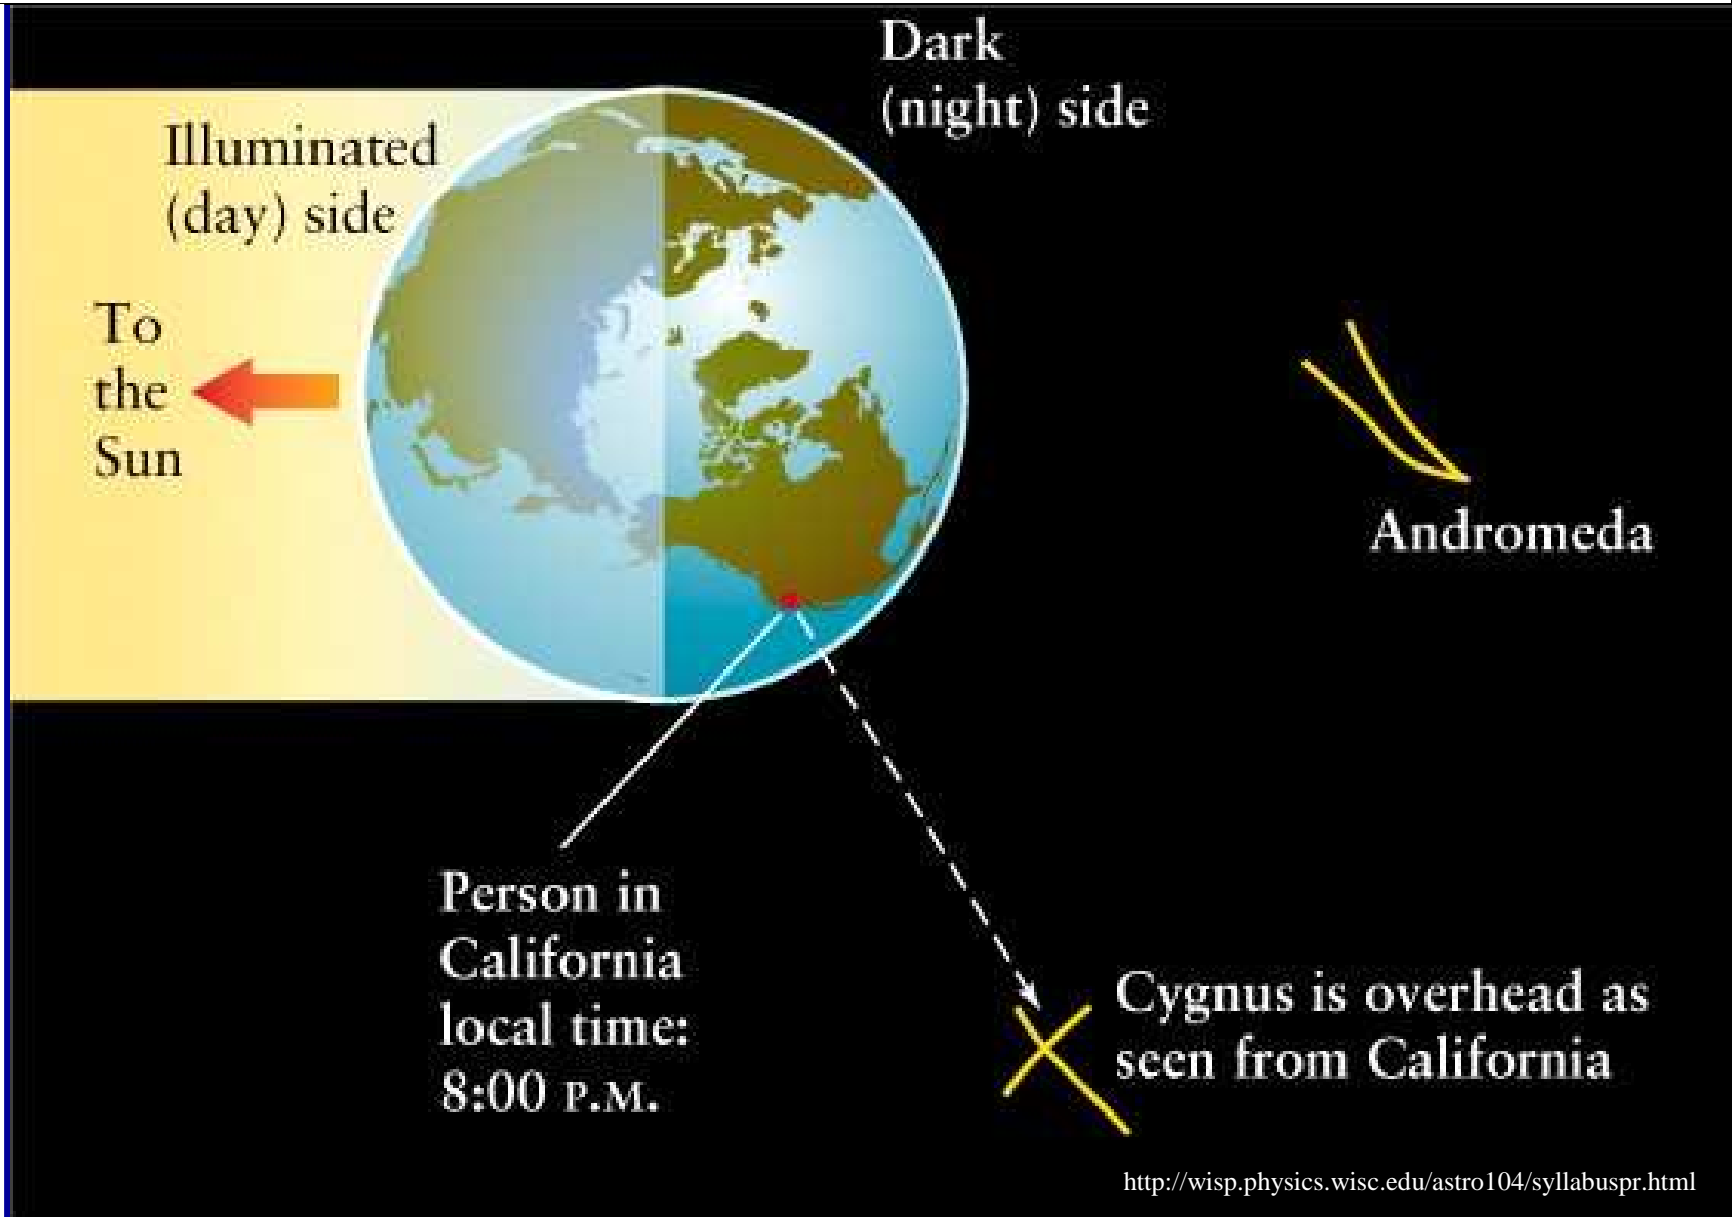 Dark
(night) side
Illuminated
(day) side
To
the
Sun
Andromeda
Person in
California
local time:
8:00 P.M.
Cygnus is overhead as
seen from California
http://wisp.physics.wisc.edu/astro104/syllabuspr.html